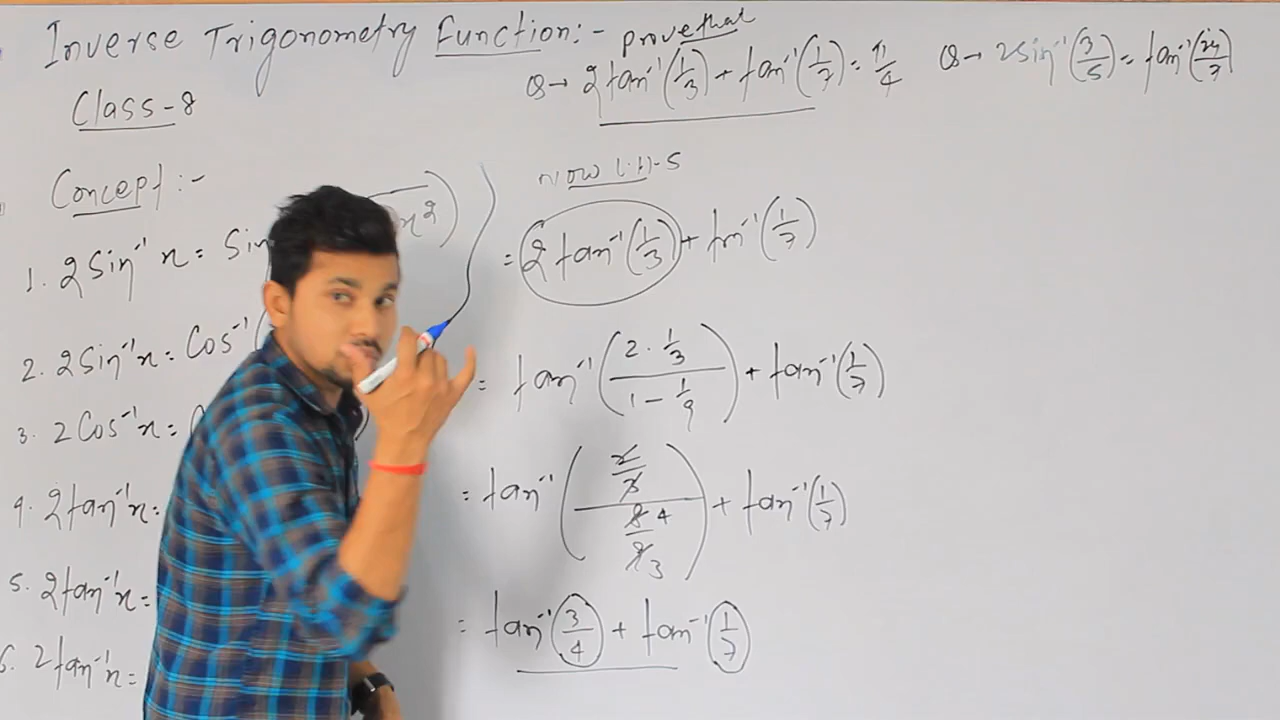 Inverse Trigonometry Function:-
Class-8
prove that
Q→ 2tan⁻¹(1/3) + tan⁻¹(1/7) = π/4
Q→ 2sin⁻¹(3/5) = tan⁻¹(24/7)
Concept:-
1. 2Sin⁻¹x = Sin x²)
2. 2Sin⁻¹x = Cos⁻¹(
3. 2Cos⁻¹x = C
4. 2tan⁻¹x =
5. 2tan⁻¹x =
6. 2tan⁻¹x =
Now L.H.S
= 2tan⁻¹(1/3) + tan⁻¹(1/7)
= tan⁻¹((2·1/3)/(1-1/9)) + tan⁻¹(1/7)
= tan⁻¹((2/3)/(8/9)) 4 3 + tan⁻¹(1/7)
= tan⁻¹(3/4) + tan⁻¹(1/7)